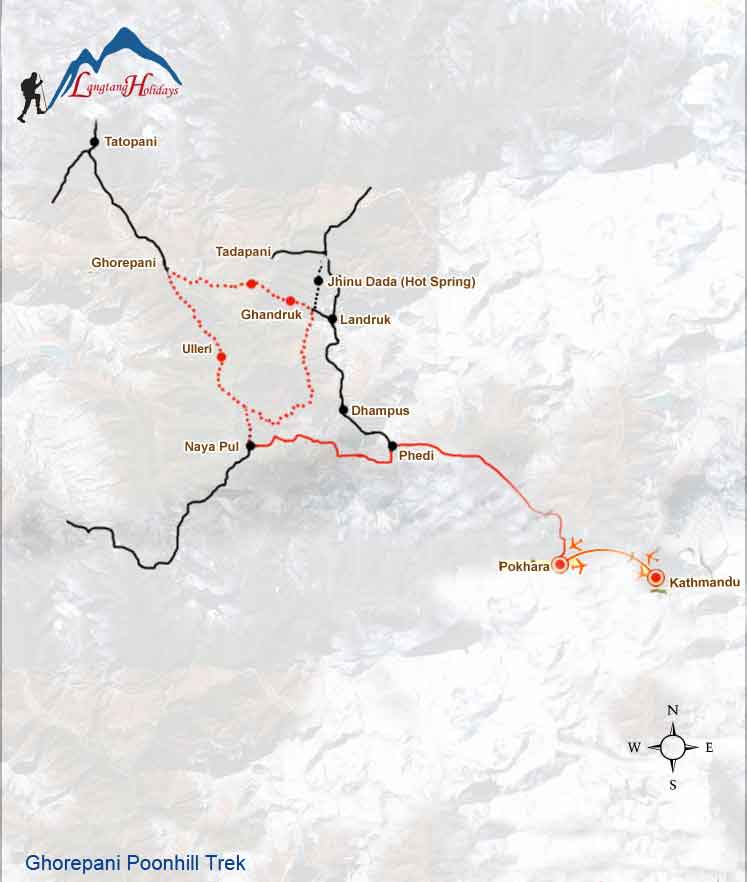 Langtang Holidays
Tatopani
Tadapani
Ghorepani
Jhinu Dada (Hot Spring)
Ghandruk
Landruk
Ulleri
Dhampus
Naya Pul
Phedi
Pokhara
Kathmandu
N
W
E
S
Ghorepani Poonhill Trek